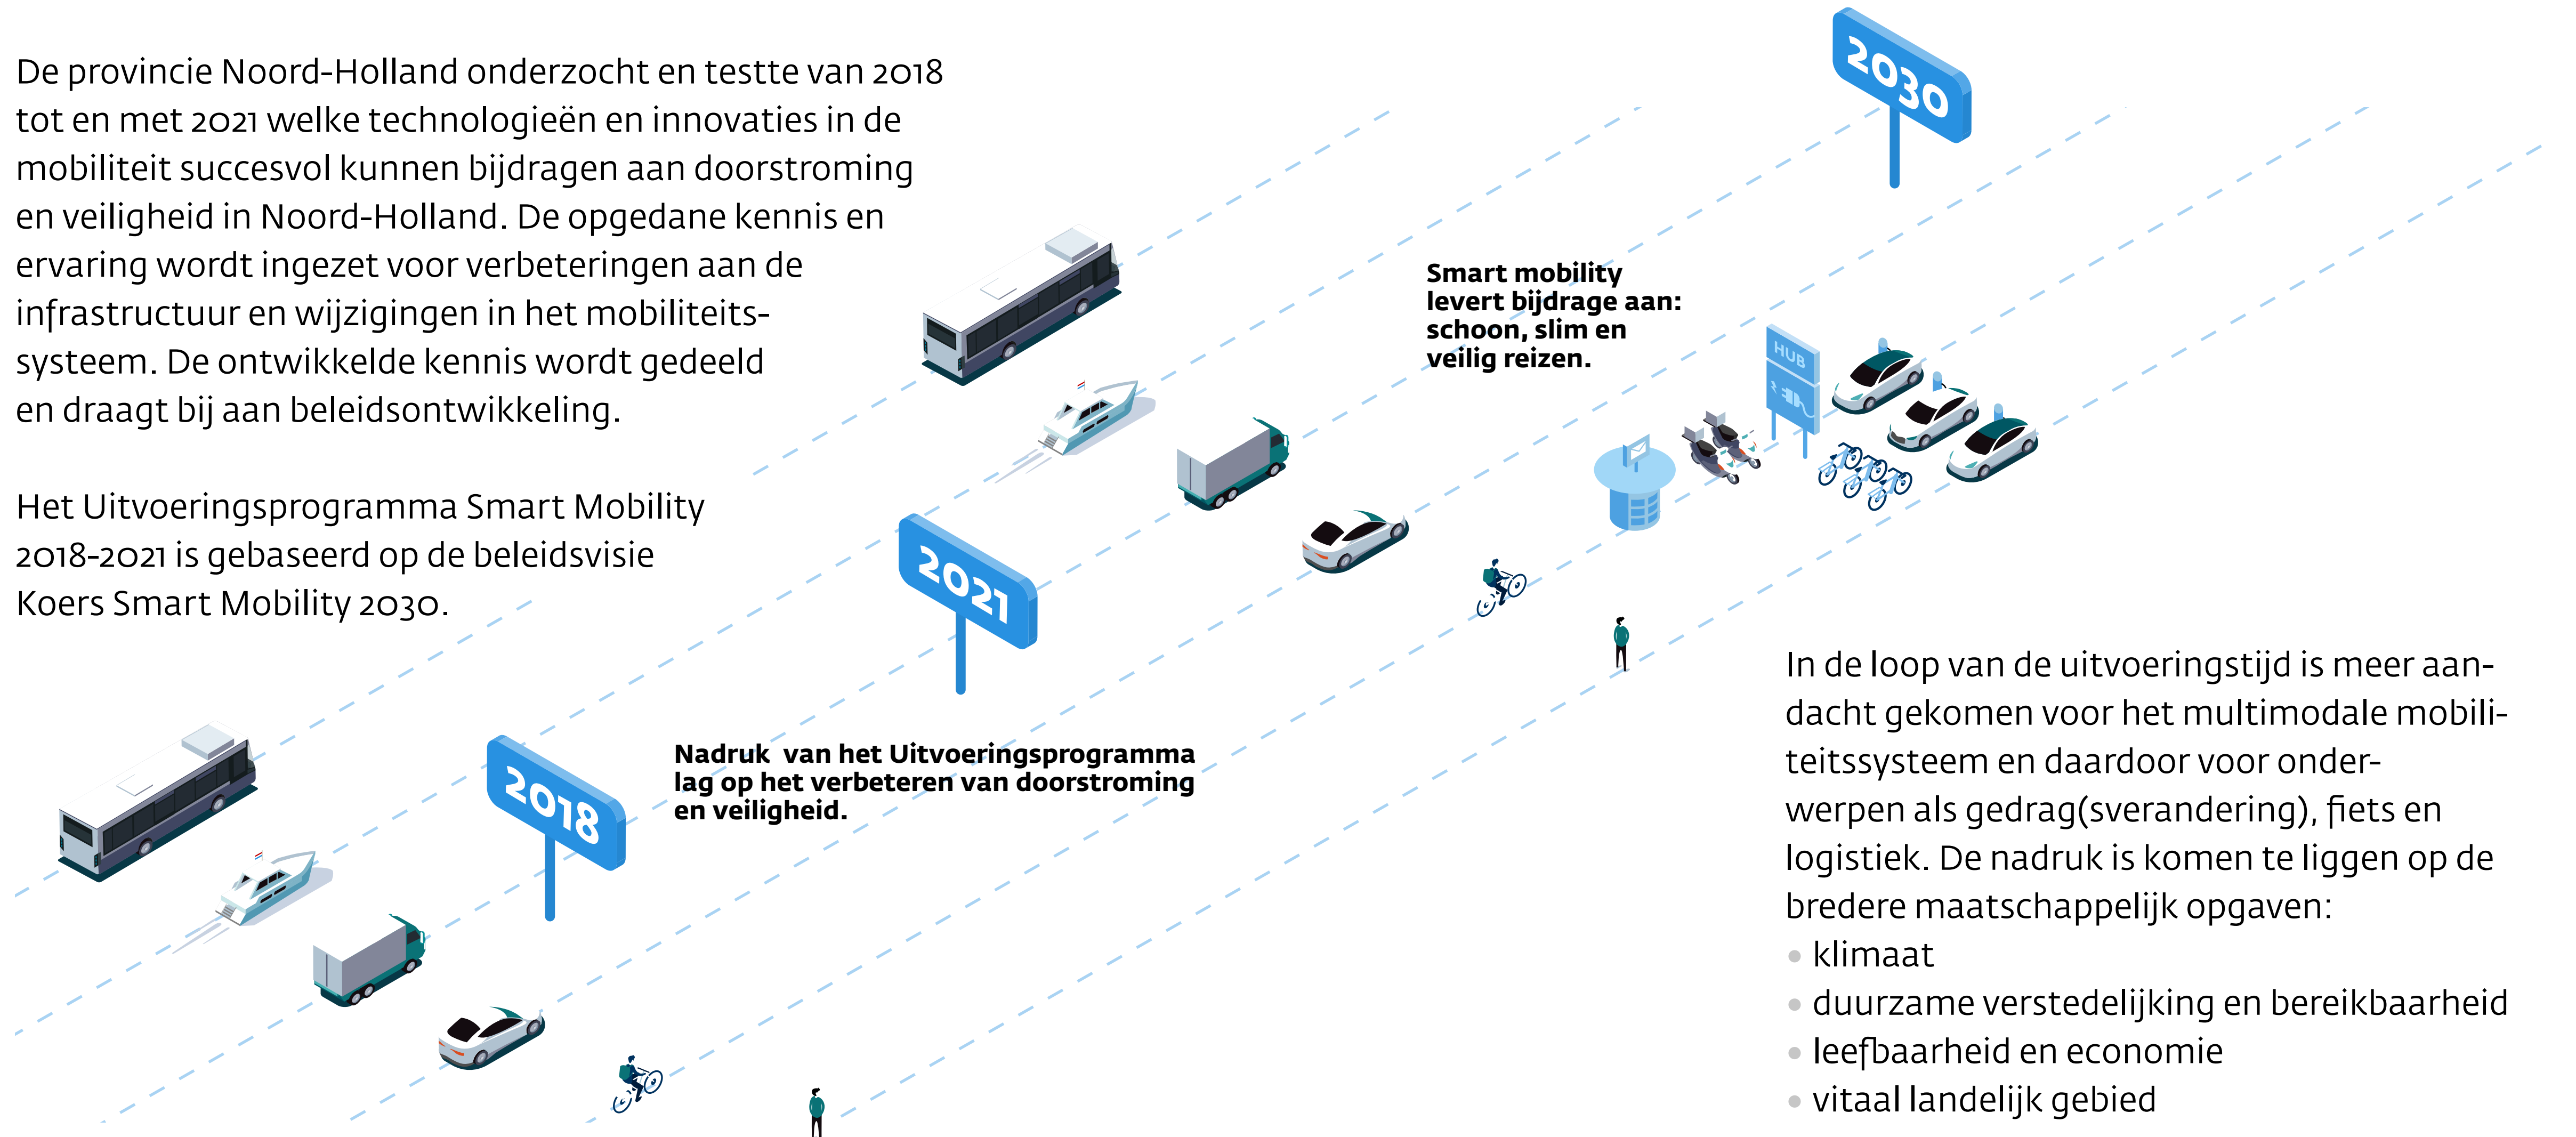 De provincie Noord-Holland onderzocht en testte van 2018
tot en met 2021 welke technologieën en innovaties in de
mobiliteit succesvol kunnen bijdragen aan doorstroming
en veiligheid in Noord-Holland. De opgedane kennis en
ervaring wordt ingezet voor verbeteringen aan de
infrastructuur en wijzigingen in het mobiliteits-
systeem. De ontwikkelde kennis wordt gedeeld
en draagt bij aan beleidsontwikkeling.
Het Uitvoeringsprogramma Smart Mobility
2018-2021 is gebaseerd op de beleidsvisie
Koers Smart Mobility 2030.
2018
Nadruk van het Uitvoeringsprogramma
lag op het verbeteren van doorstroming
en veiligheid.
2021
Smart mobility
levert bijdrage aan:
schoon, slim en
veilig reizen.
HUB
2030
In de loop van de uitvoeringstijd is meer aan-
dacht gekomen voor het multimodale mobili-
teitssysteem en daardoor voor onder-
werpen als gedrag(sverandering), fiets en
logistiek. De nadruk is komen te liggen op de
bredere maatschappelijk opgaven:
• klimaat
• duurzame verstedelijking en bereikbaarheid
• leefbaarheid en economie
• vitaal landelijk gebied